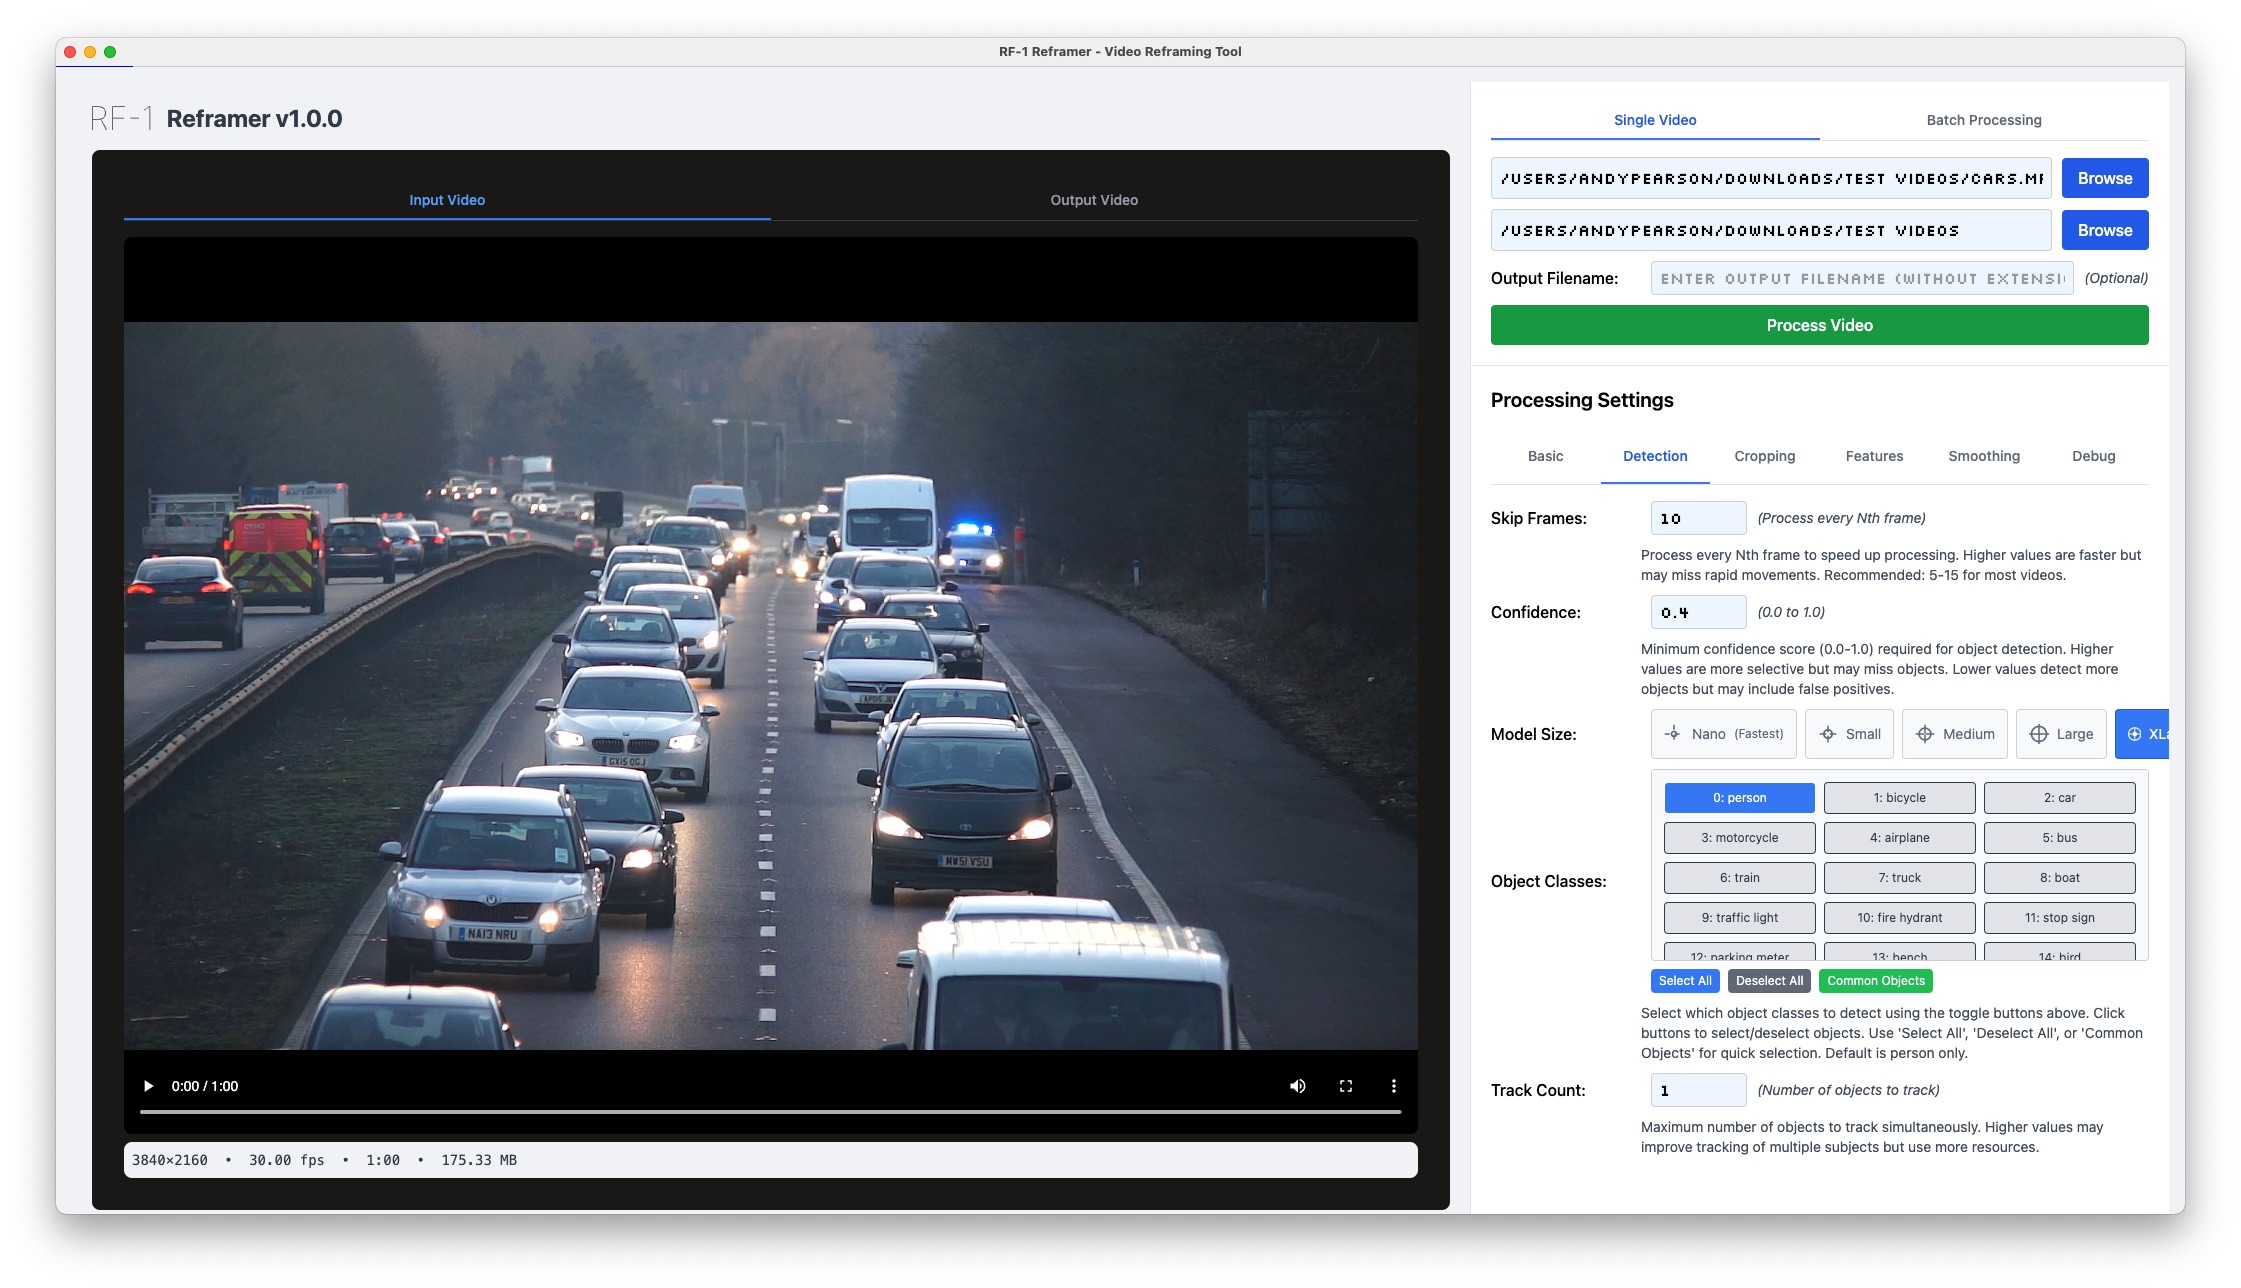 RF-1 Reframer - Video Reframing Tool
RF-1 Reframer v1.0.0
Input Video
Output Video
GX15 OGJ
MW51 VSU
NA13 NRU
0:00 / 1:00
3840×2160 • 30.00 fps • 1:00 • 175.33 MB
Single Video
Batch Processing
/USERS/ANDYPEARSON/DOWNLOADS/TEST VIDEOS/CARS.MP
Browse
/USERS/ANDYPEARSON/DOWNLOADS/TEST VIDEOS
Browse
Output Filename:
ENTER OUTPUT FILENAME (WITHOUT EXTENSI
(Optional)
Process Video
Processing Settings
Basic
Detection
Cropping
Features
Smoothing
Debug
Skip Frames:
10
(Process every Nth frame)
Process every Nth frame to speed up processing. Higher values are faster but
may miss rapid movements. Recommended: 5-15 for most videos.
Confidence:
0.4
(0.0 to 1.0)
Minimum confidence score (0.0-1.0) required for object detection. Higher
values are more selective but may miss objects. Lower values detect more
objects but may include false positives.
Model Size:
Nano (Fastest)
Small
Medium
Large
XLa
Object Classes:
0: person
1: bicycle
2: car
3: motorcycle
4: airplane
5: bus
6: train
7: truck
8: boat
9: traffic light
10: fire hydrant
11: stop sign
12: parking meter
13: bench
14: bird
Select All
Deselect All
Common Objects
Select which object classes to detect using the toggle buttons above. Click
buttons to select/deselect objects. Use 'Select All', 'Deselect All', or 'Common
Objects' for quick selection. Default is person only.
Track Count:
1
(Number of objects to track)
Maximum number of objects to track simultaneously. Higher values may
improve tracking of multiple subjects but use more resources.